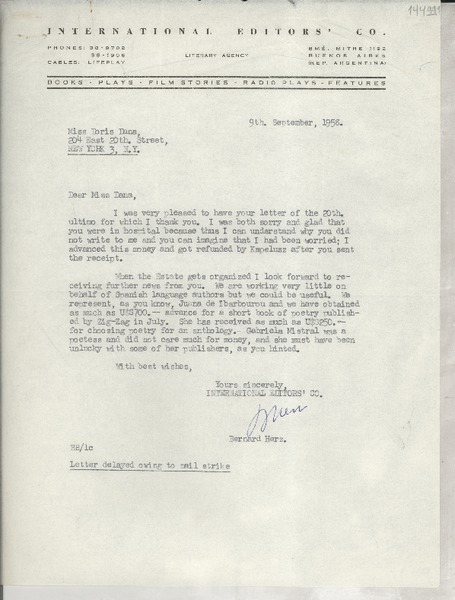 INTERNATIONAL EDITORS' CO.
PHONES: 38-9702
38-1906
CABLES: LITEPLAY
LITERARY AGENCY
BMÉ. MITRE 1132
BUENOS AIRES
(REP. ARGENTINA)
BOOKS - PLAYS - FILM STORIES - RADIO PLAYS - FEATURES
9th. September, 1956.
Miss Doris Dana,
204 East 20th. Street,
NEW YORK 3, N.Y.
Dear Miss Dana,
I was very pleased to have your letter of the 20th.
ultimo for which I thank you. I was both sorry and glad that
you were in hospital because thus I can understand why you did
not write to me and you can imagine that I had been worried; I
advanced this money and got refunded by Kapelusz after you sent
the receipt.
When the Estate gets organized I look forward to re-
ceiving further news from you. We are working very little on
behalf of Spanish language authors but we could be useful. We
represent, as you know, Juana de Ibarbourou and we have obtained
as much as U$S700.-- advance for a short book of poetry publish-
ed by Zig-Zag in July. She has received as much as U$S250.--
for choosing poetry for an anthology. Gabriela Mistral was a
poetess and did not care much for money, and she must have been
unlucky with some of her publishers, as you hinted.
With best wishes,
Yours sincerely,
INTERNATIONAL EDITORS' CO.
Bernard Herz.
BH/lc
Letter delayed owing to mail strike